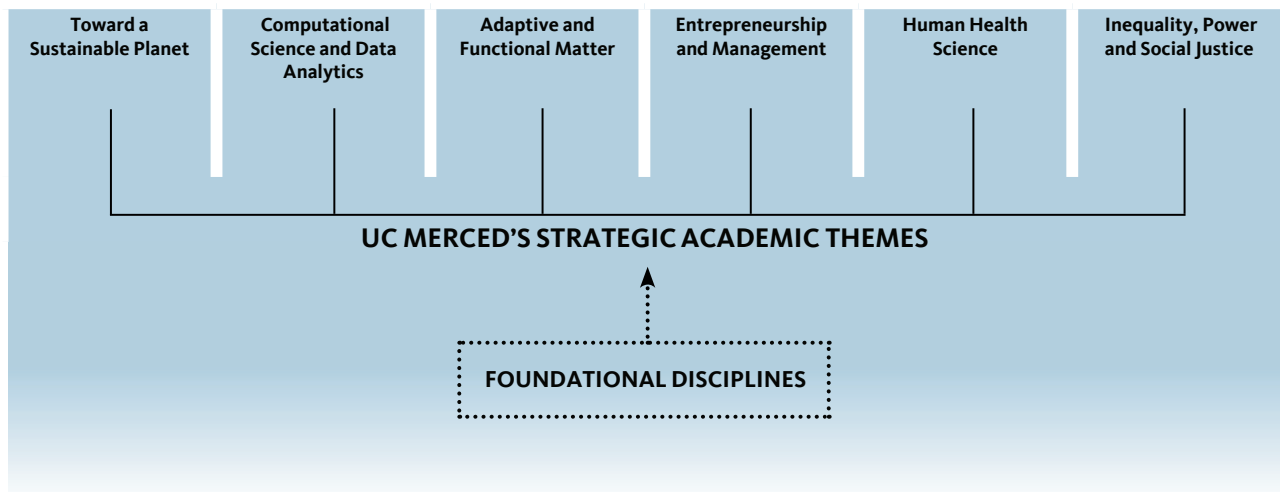 Toward a
Sustainable Planet
Computational
Science and Data
Analytics
Adaptive and
Functional Matter
Entrepreneurship
and Management
Human Health
Science
Inequality, Power
and Social Justice
UC MERCED’S STRATEGIC ACADEMIC THEMES
FOUNDATIONAL DISCIPLINES